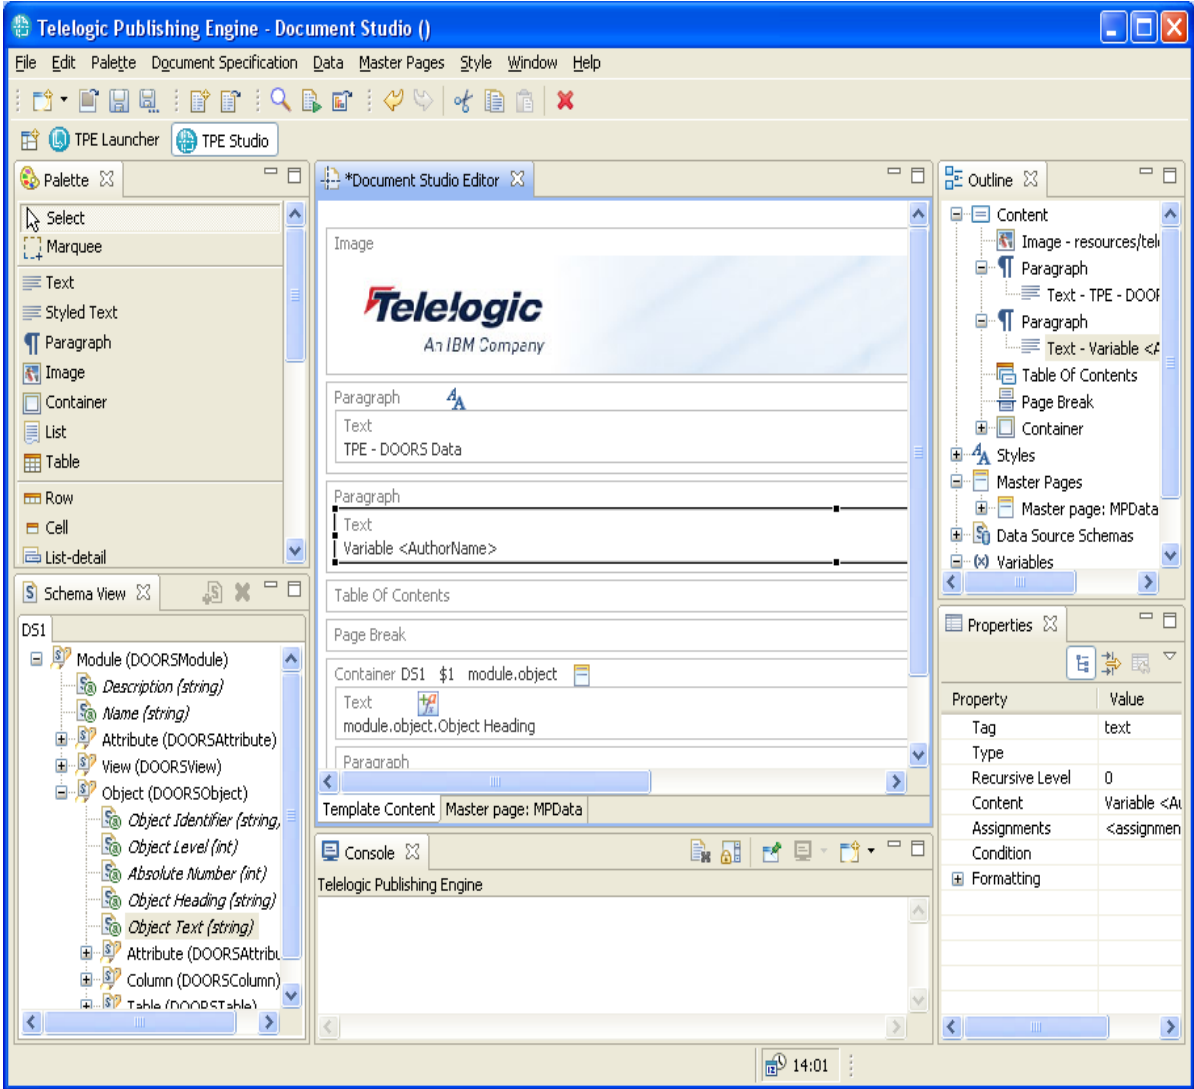 Telelogic Publishing Engine - Document Studio ()
File Edit Palette Document Specification Data Master Pages Style Window Help
TPE Launcher TPE Studio
Palette
Select
Marquee
Text
Styled Text
Paragraph
Image
Container
List
Table
Row
Cell
List-detail
Schema View
DS1
Module (DOORSModule)
Description (string)
Name (string)
Attribute (DOORSAttribute)
View (DOORSView)
Object (DOORSObject)
Object Identifier (string,
Object Level (int)
Absolute Number (int)
Object Heading (string)
Object Text (string)
Attribute (DOORSAttribu
Column (DOORSColumn)
Table (DOORSTable)
*Document Studio Editor
Image
Telelogic
An IBM Company
Paragraph
Text
TPE - DOORS Data
Paragraph
Text
Variable <AuthorName>
Table Of Contents
Page Break
Container DS1 $1 module.object
Text
module.object.Object Heading
Paragraph
Template Content Master page: MPData
Console
Telelogic Publishing Engine
Outline
Content
Image - resources/tel
Paragraph
Text - TPE - DOOR
Paragraph
Text - Variable <A
Table Of Contents
Page Break
Container
Styles
Master Pages
Master page: MPData
Data Source Schemas
Variables
Properties
Property Value
Tag text
Type
Recursive Level 0
Content Variable <Au
Assignments <assignmen
Condition
Formatting
14:01